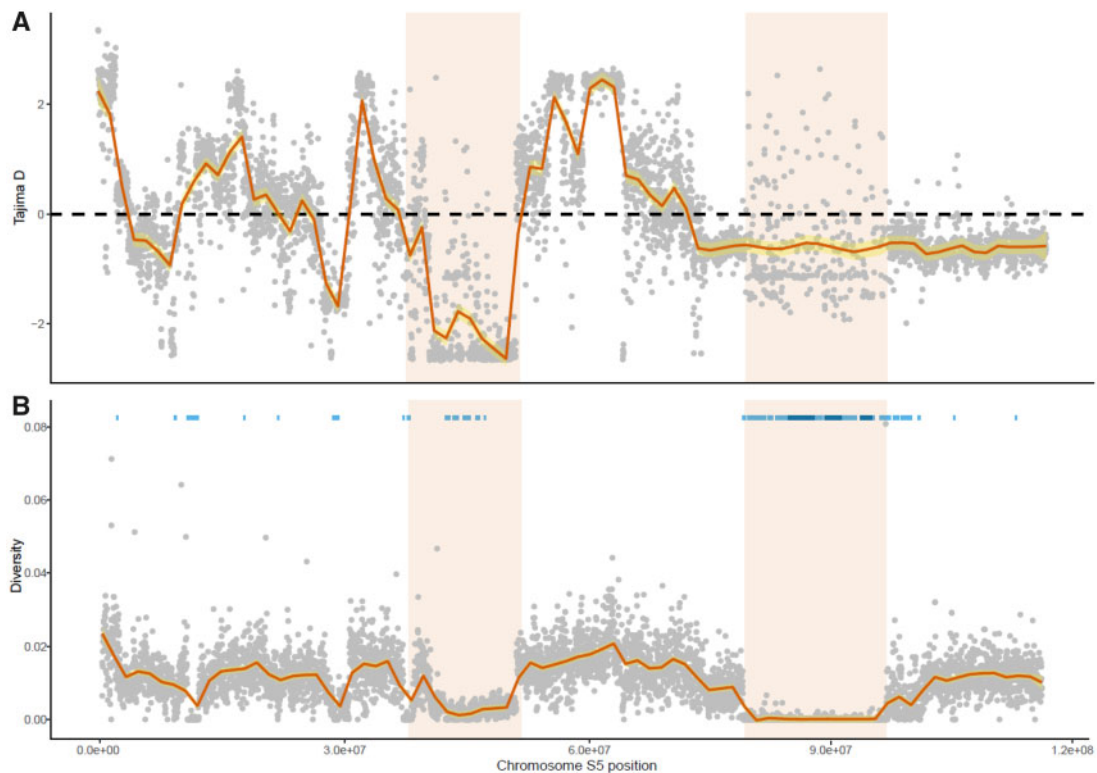 A
2
0
−2
Tajima D
B
0.08
0.06
0.04
0.02
0.00
Diversity
0.0e+00 3.0e+07 6.0e+07 9.0e+07 1.2e+08
Chromosome S5 position